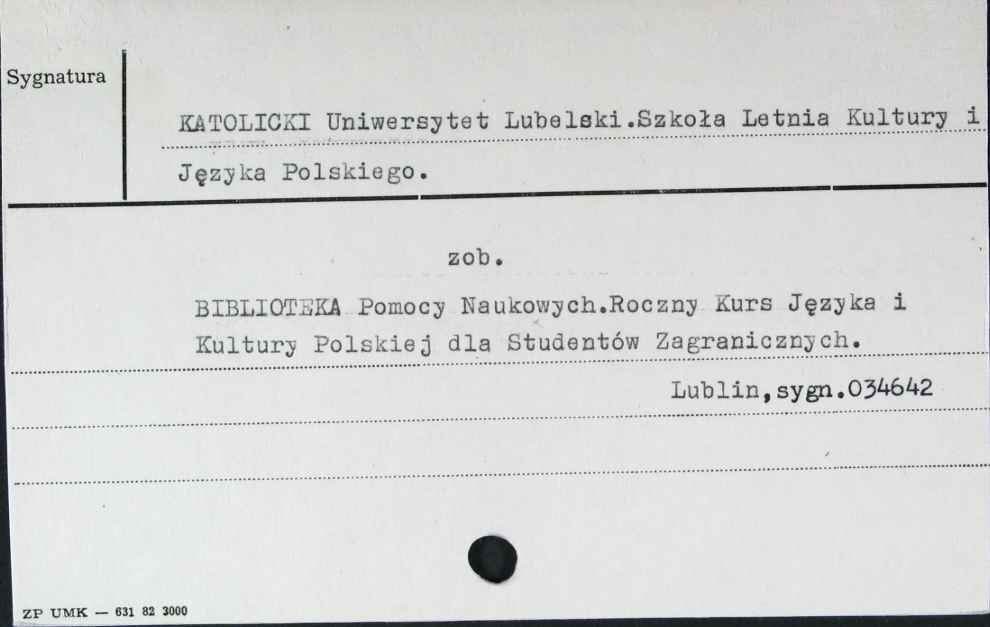 Sygnatura
KATOLICKI Uniwersytet Lubelski.Szkoła Letnia Kultury i
Języka Polskiego.
zob.
BIBLIOTEKA Pomocy Naukowych.Roczny Kurs Języka i
Kultury Polskiej dla Studentów Zagranicznych.
Lublin,sygn.034642
ZP UMK — 631 82 3000